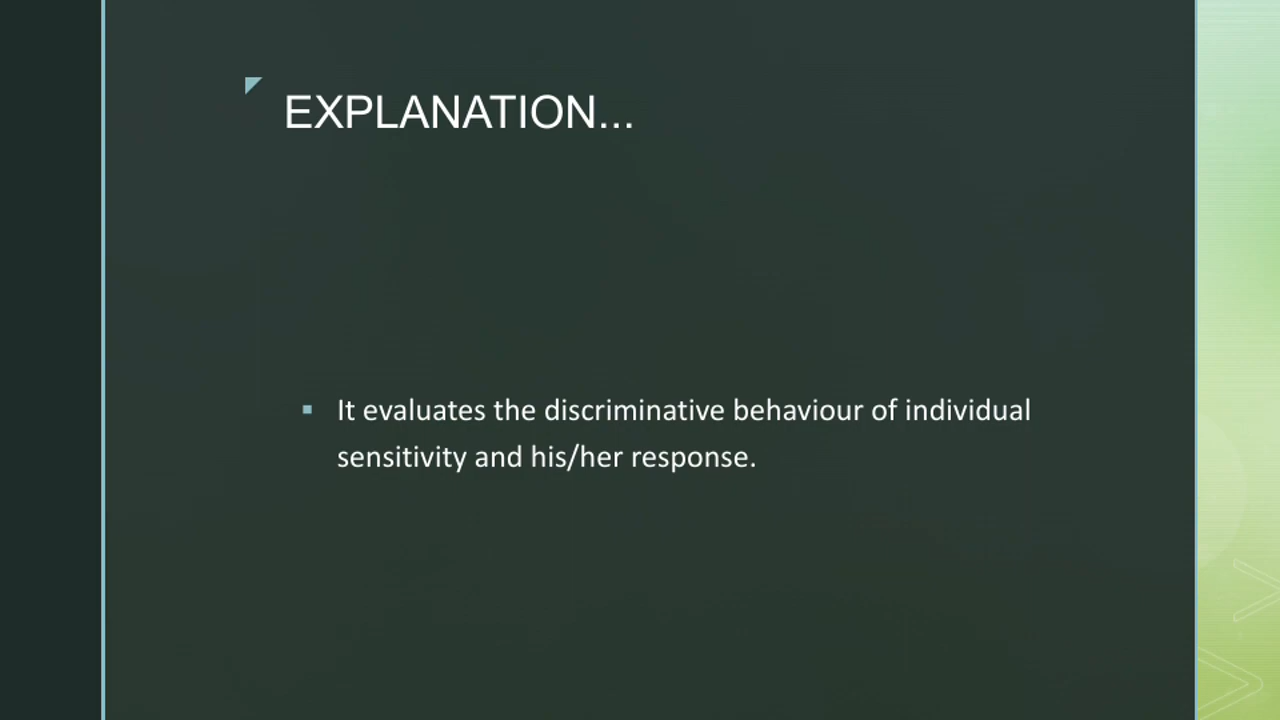 EXPLANATION...
▪ It evaluates the discriminative behaviour of individual
sensitivity and his/her response.